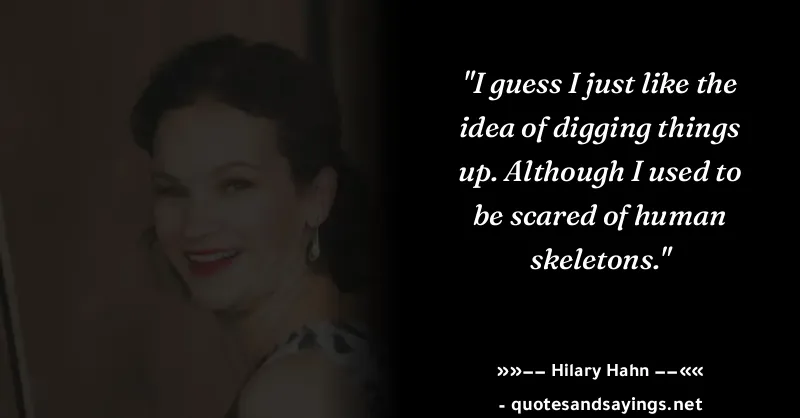 "I guess I just like the
idea of digging things
up. Although I used to
be scared of human
skeletons."
»»–– Hilary Hahn ––««
- quotesandsayings.net